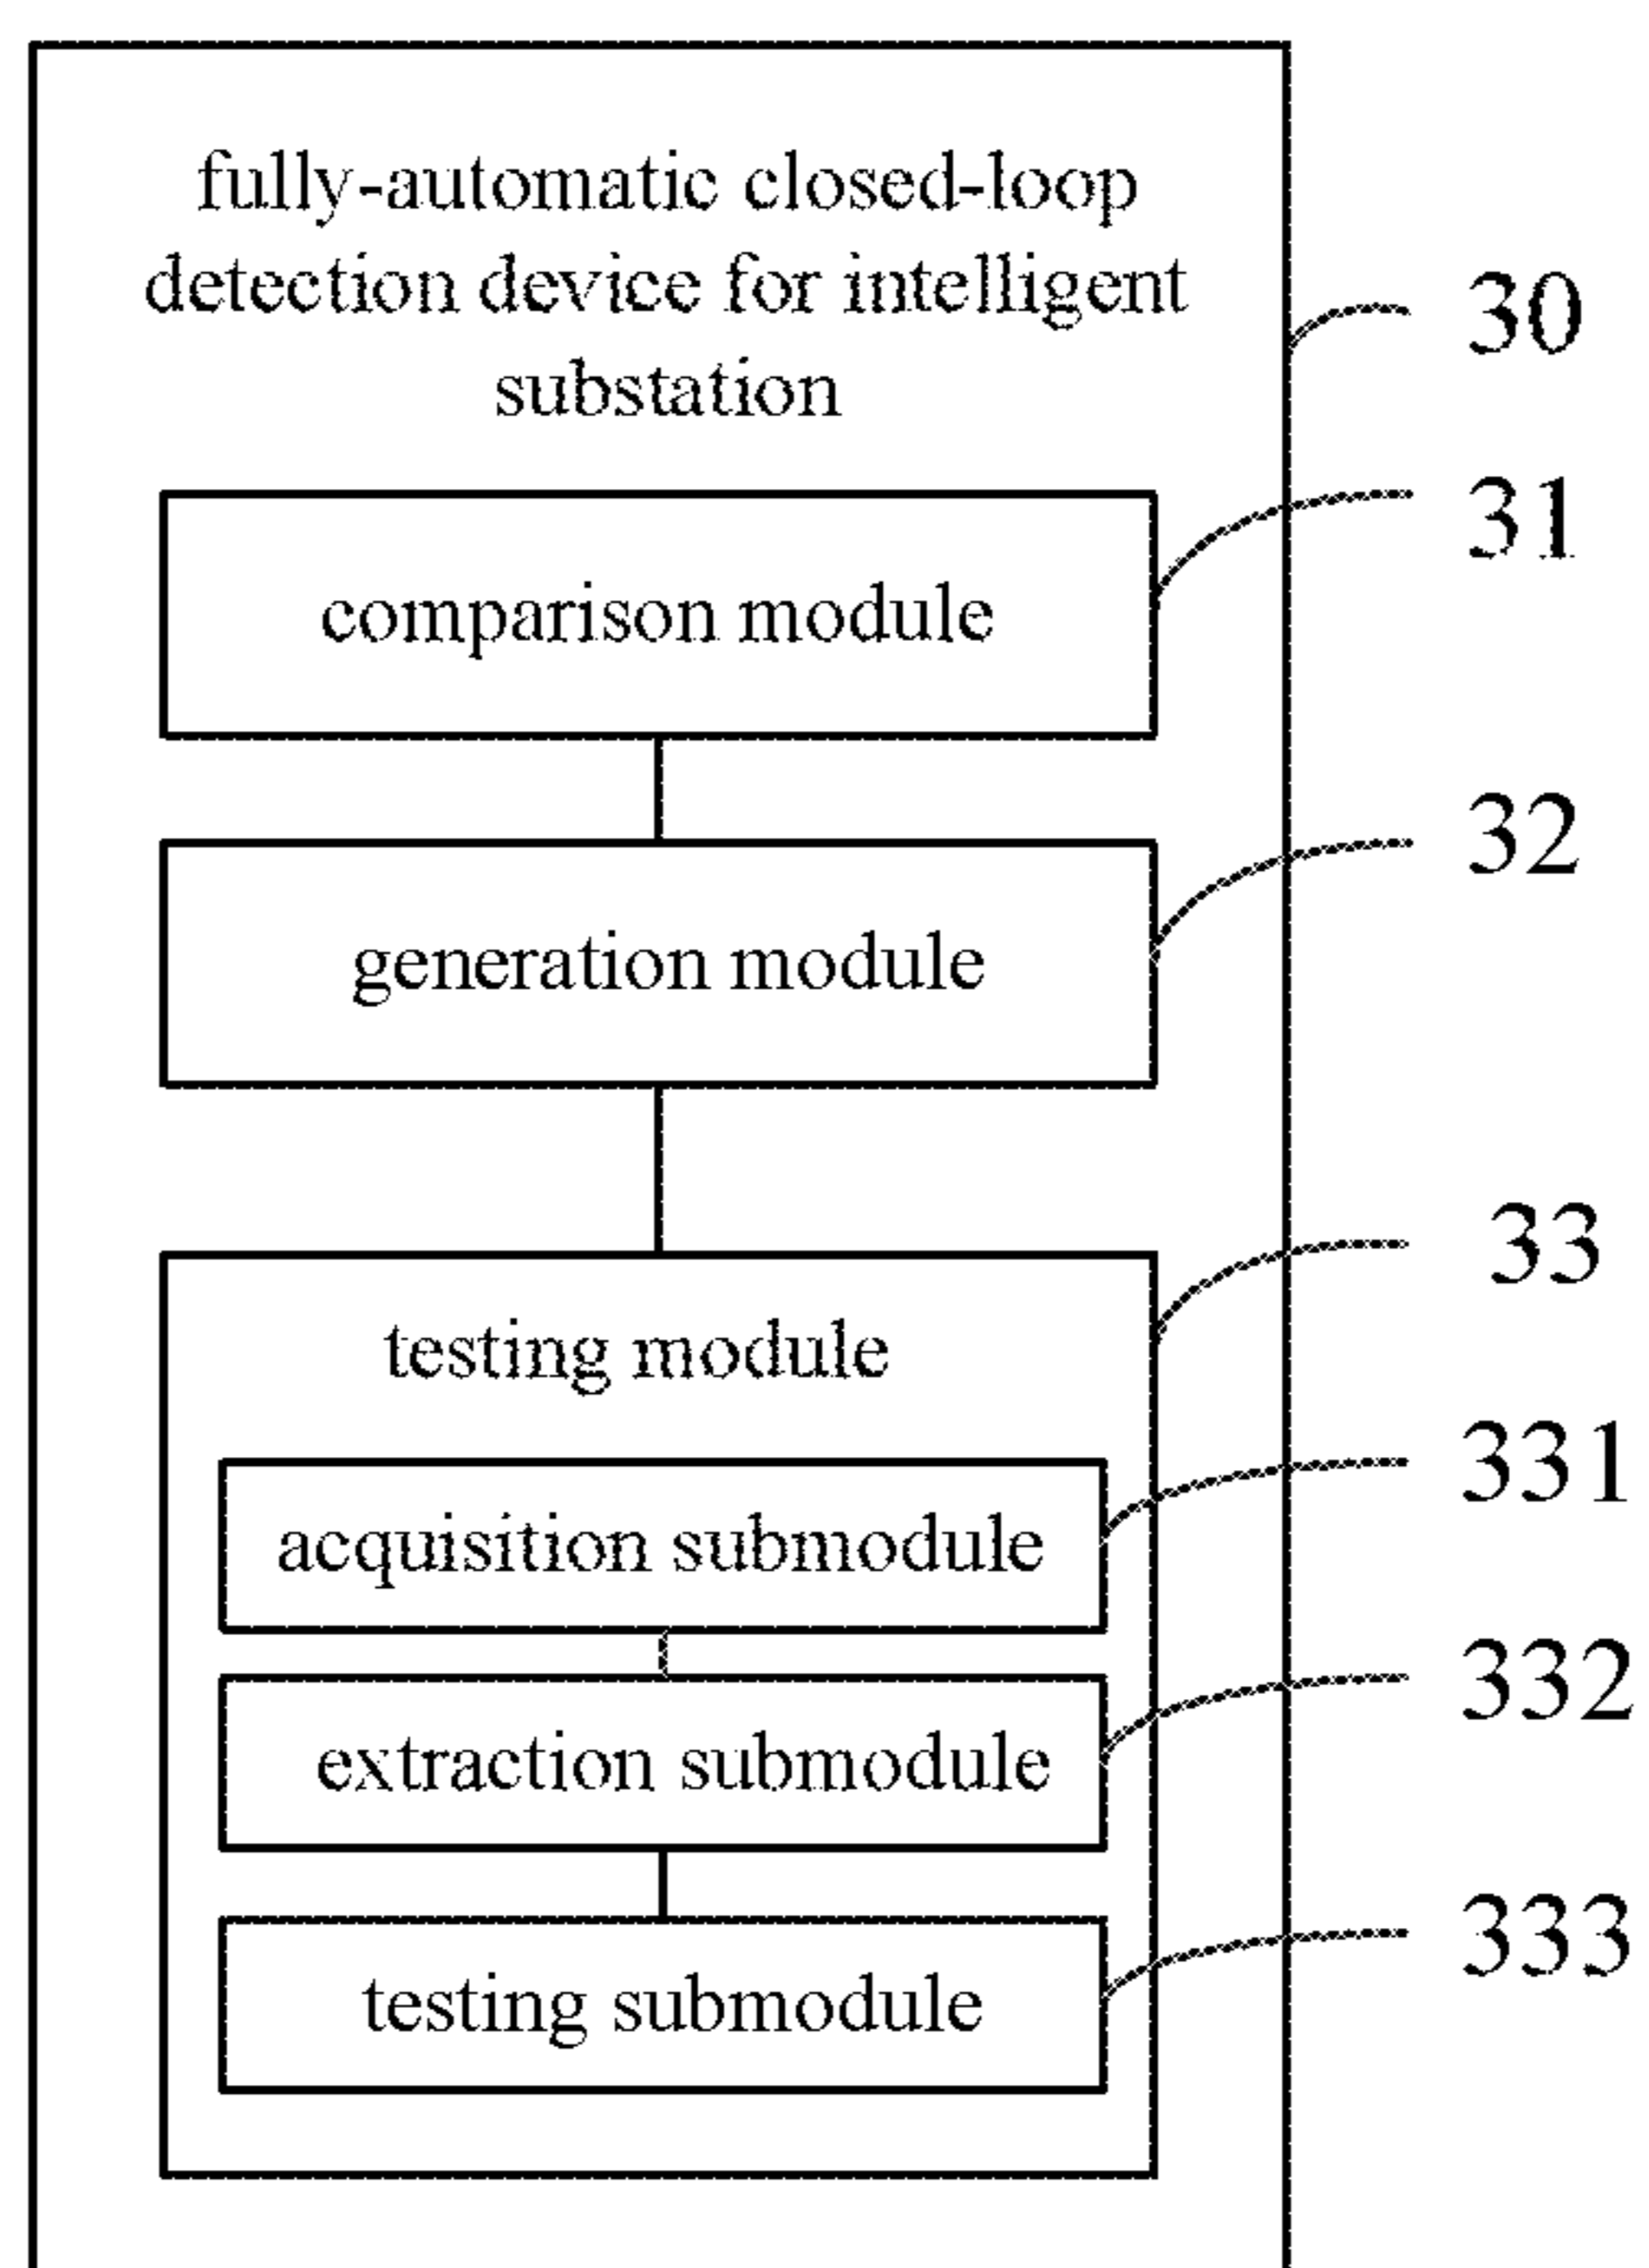 fully-automatic closed-loop
detection device for intelligent
substation
30
31
comparison module
32
generation module
33
testing module
331
acquisition submodule
332
extraction submodule
333
testing submodule